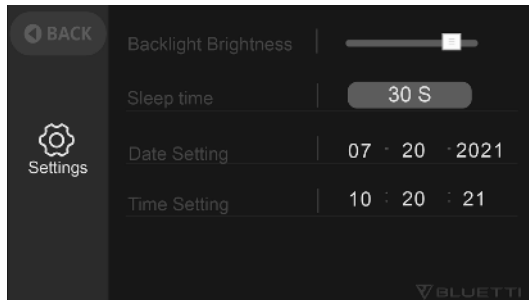 BACK
Backlight Brightness
Sleep time 30 S
Settings
Date Setting 07 - 20 - 2021
Time Setting 10 : 20 : 21
BLUETTI